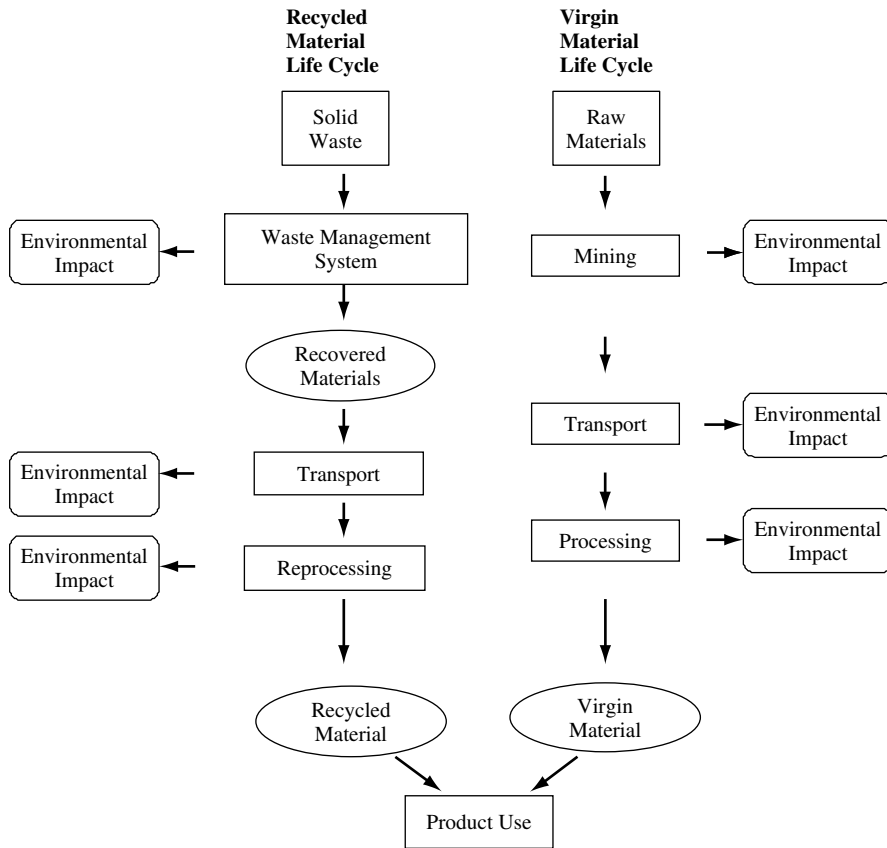 Recycled
Material
Life Cycle
Virgin
Material
Life Cycle
Solid
Waste
Raw
Materials
Environmental
Impact
Waste Management
System
Mining
Environmental
Impact
Recovered
Materials
Transport
Environmental
Impact
Environmental
Impact
Transport
Processing
Environmental
Impact
Environmental
Impact
Reprocessing
Recycled
Material
Virgin
Material
Product Use